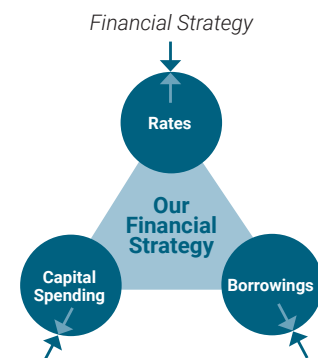 Financial Strategy
Rates
Our
Financial
Strategy
Capital
Spending
Borrowings